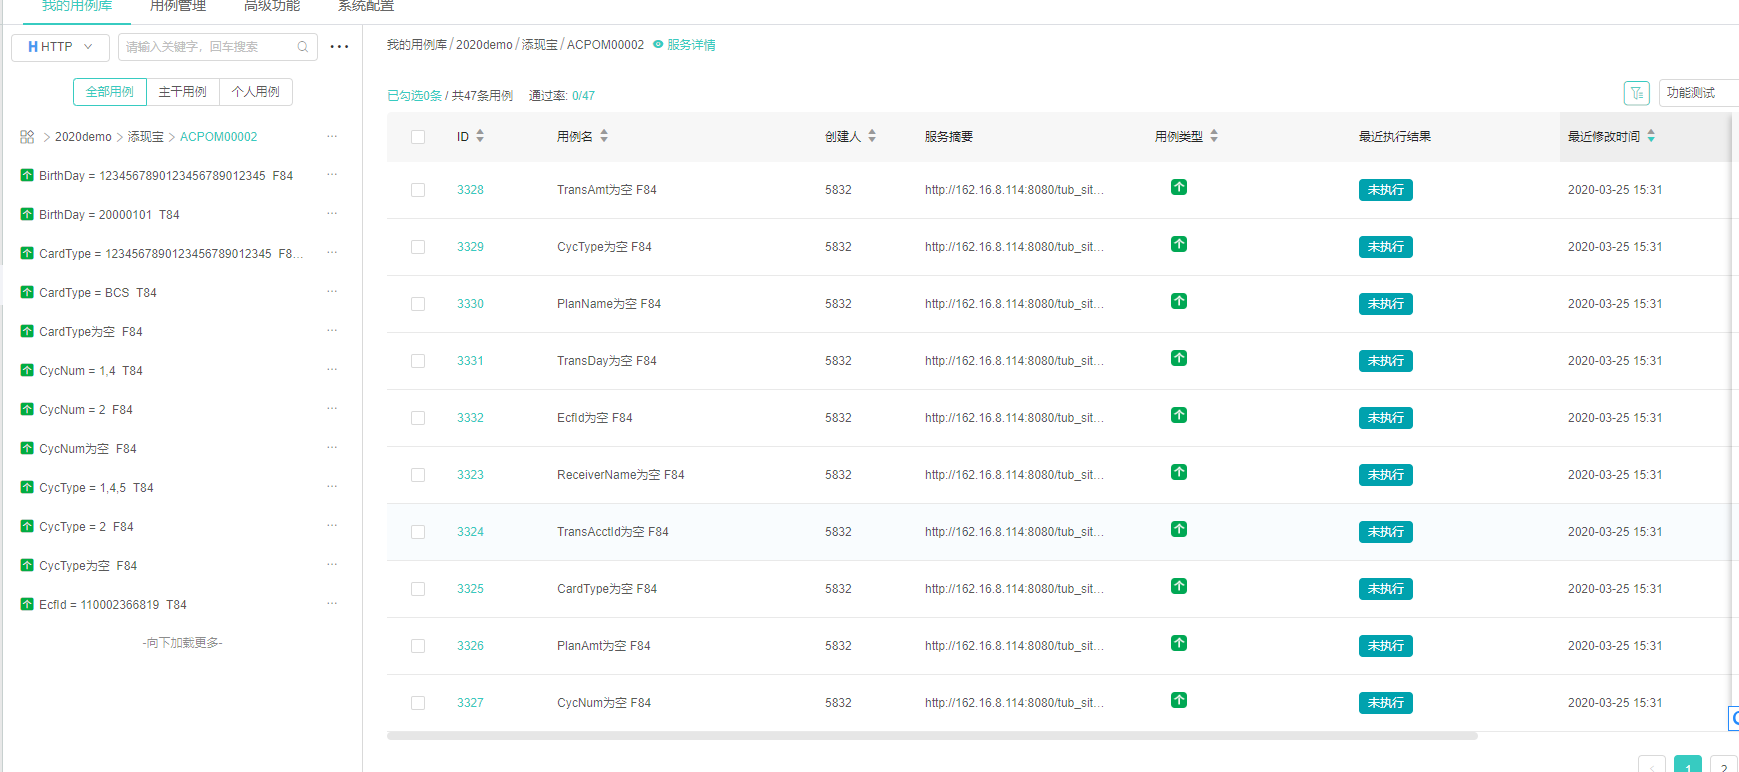 我的用例库 用例管理 高级功能 系统配置
HTTP 请输入关键字，回车搜索
全部用例 主干用例 个人用例
2020demo > 添现宝 > ACPOM00002
BirthDay = 1234567890123456789012345 F84
BirthDay = 20000101 T84
CardType = 1234567890123456789012345 F8...
CardType = BCS T84
CardType为空 F84
CycNum = 1,4 T84
CycNum = 2 F84
CycNum为空 F84
CycType = 1,4,5 T84
CycType = 2 F84
CycType为空 F84
EcfId = 110002366819 T84
-向下加载更多-
我的用例库 / 2020demo / 添现宝 / ACPOM00002 服务详情
已勾选0条 / 共47条用例 通过率: 0/47
功能测试
ID 用例名 创建人 服务摘要 用例类型 最近执行结果 最近修改时间
3328 TransAmt为空 F84 5832 http://162.16.8.114:8080/tub_sit... 未执行 2020-03-25 15:31
3329 CycType为空 F84 5832 http://162.16.8.114:8080/tub_sit... 未执行 2020-03-25 15:31
3330 PlanName为空 F84 5832 http://162.16.8.114:8080/tub_sit... 未执行 2020-03-25 15:31
3331 TransDay为空 F84 5832 http://162.16.8.114:8080/tub_sit... 未执行 2020-03-25 15:31
3332 EcfId为空 F84 5832 http://162.16.8.114:8080/tub_sit... 未执行 2020-03-25 15:31
3323 ReceiverName为空 F84 5832 http://162.16.8.114:8080/tub_sit... 未执行 2020-03-25 15:31
3324 TransAcctId为空 F84 5832 http://162.16.8.114:8080/tub_sit... 未执行 2020-03-25 15:31
3325 CardType为空 F84 5832 http://162.16.8.114:8080/tub_sit... 未执行 2020-03-25 15:31
3326 PlanAmt为空 F84 5832 http://162.16.8.114:8080/tub_sit... 未执行 2020-03-25 15:31
3327 CycNum为空 F84 5832 http://162.16.8.114:8080/tub_sit... 未执行 2020-03-25 15:31
1 2